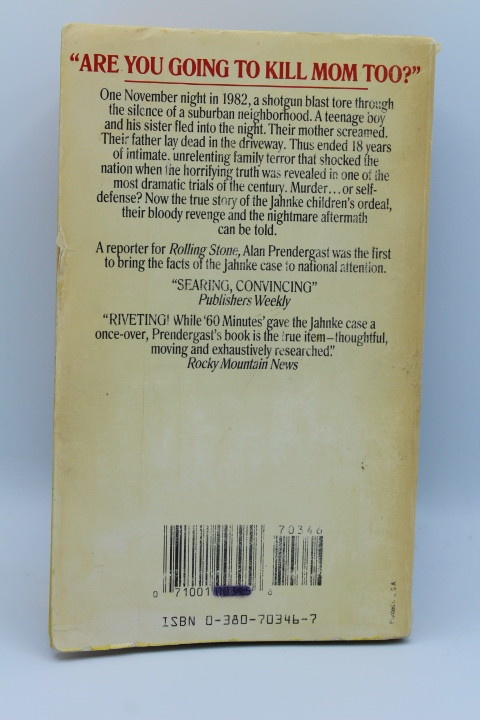 “ARE YOU GOING TO KILL MOM TOO?”
One November night in 1982, a shotgun blast tore through
the silence of a suburban neighborhood. A teenage boy
and his sister fled into the night. Their mother screamed.
Their father lay dead in the driveway. Thus ended 18 years
of intimate. unrelenting family terror that shocked the
nation when the horrifying truth was revealed in one of the
most dramatic trials of the century. Murder...or self-
defense? Now the true story of the Jahnke children's ordeal,
their bloody revenge and the nightmare aftermath
can be told.
A reporter for Rolling Stone, Alan Prendergast was the first
to bring the facts of the Jahnke case to national attention.
“SEARING, CONVINCING”
Publishers Weekly
“RIVETING! While ‘60 Minutes’ gave the Jahnke case a
once-over, Prendergast's book is the true item—thoughtful,
moving and exhaustively researched.”
Rocky Mountain News
70346
0 71001
ISBN 0-380-70346-7